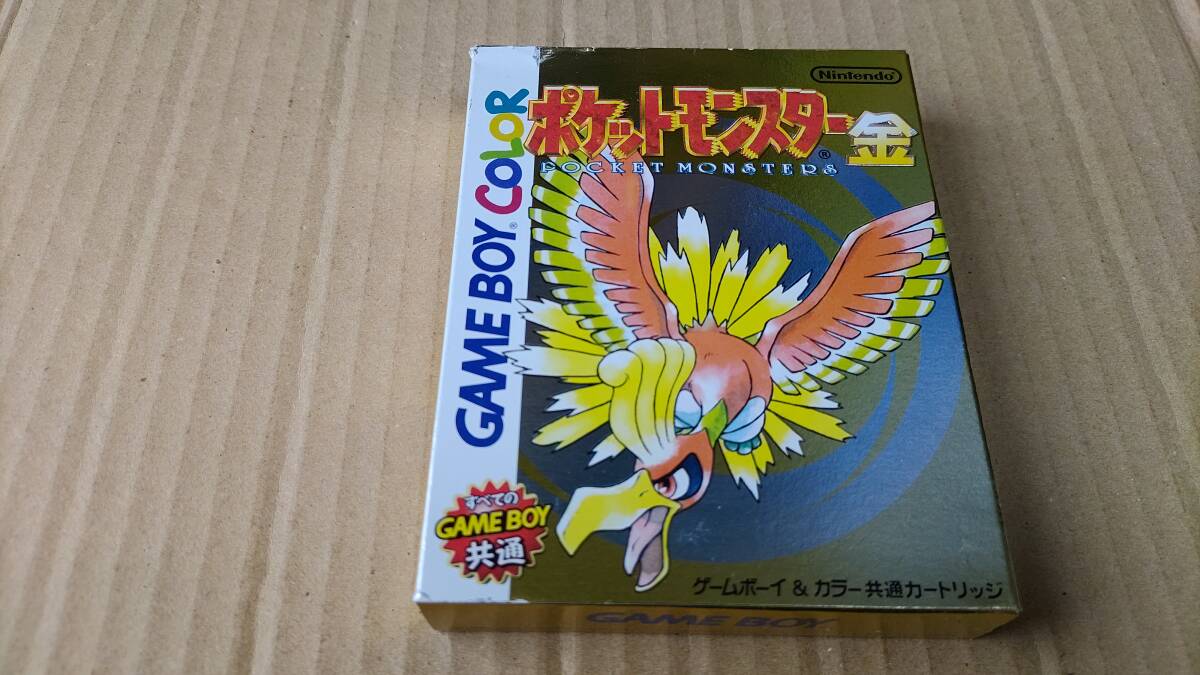 Nintendo
ポケットモンスター金
POCKET MONSTERS®
GAME BOY® COLOR
すべての
GAME BOY
共通
ゲームボーイ & カラー共通カートリッジ
GAME BOY